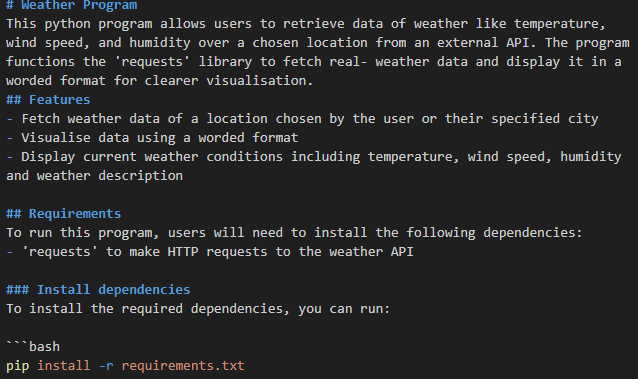 # Weather Program
This python program allows users to retrieve data of weather like temperature,
wind speed, and humidity over a chosen location from an external API. The program
functions the 'requests' library to fetch real- weather data and display it in a
worded format for clearer visualisation.
## Features
- Fetch weather data of a location chosen by the user or their specified city
- Visualise data using a worded format
- Display current weather conditions including temperature, wind speed, humidity
and weather description
## Requirements
To run this program, users will need to install the following dependencies:
- 'requests' to make HTTP requests to the weather API
### Install dependencies
To install the required dependencies, you can run:
```bash
pip install -r requirements.txt